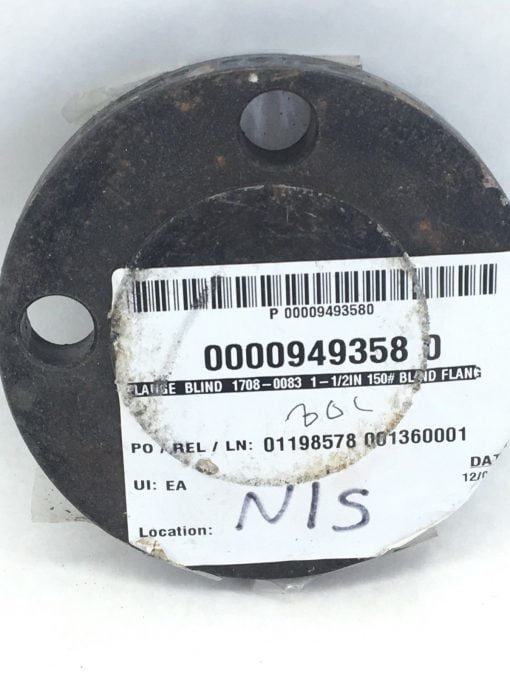 P 00009493580
0000949358 0
FLANGE BLIND 1708-0083 1-1/2IN 150# BLIND FLANG
PO / REL / LN: 01198578 001360001
DAT
UI: EA
12/0
Location: N/S